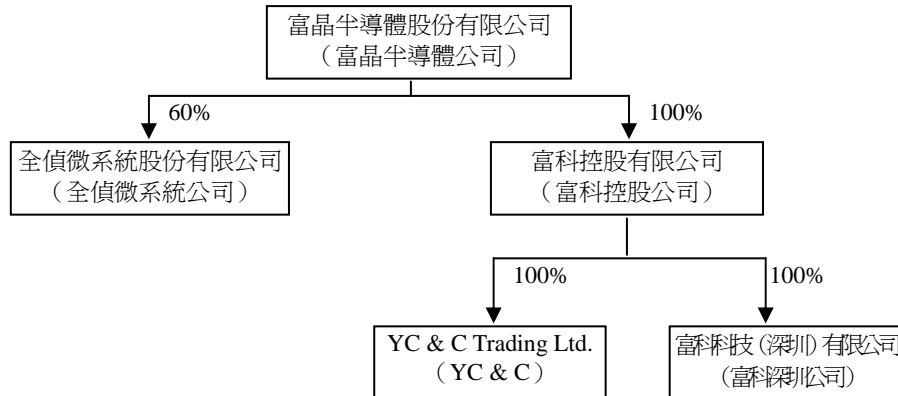 富晶半導體股份有限公司
（富晶半導體公司）
60%
100%
全偵微系統股份有限公司
（全偵微系統公司）
富科控股有限公司
（富科控股公司）
100%
100%
YC & C Trading Ltd.
（YC & C）
富科科技（深圳）有限公司
（富科深圳公司）